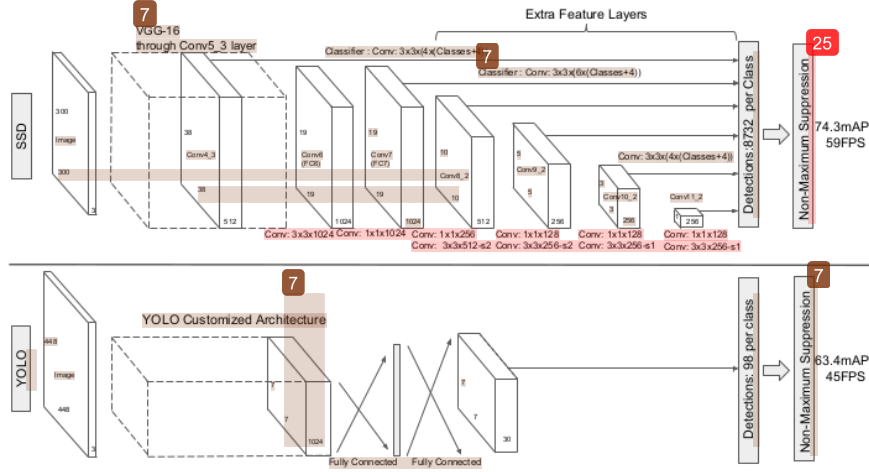 7
VGG-16
through Conv5_3 layer
Extra Feature Layers
25
Classifier : Conv: 3x3x(4x(Classes+4
7
Classifier : Conv: 3x3x(6x(Classes+4))
SSD
300
Image
300
3
38
Conv4_3
38
512
19
Conv6
(FC6)
19
1024
19
Conv7
(FC7)
19
1024
10
Conv8_2
10
512
5
Conv9_2
5
256
Conv: 3x3x(4x(Classes+4))
3
Conv10_2
3
256
Conv11_2
256
Detections:8732 per Class
Non-Maximum Suppression
74.3mAP
59FPS
Conv: 3x3x1024
Conv: 1x1x1024
Conv: 1x1x256
Conv: 3x3x512-s2
Conv: 1x1x128
Conv: 3x3x256-s2
Conv: 1x1x128
Conv: 3x3x256-s1
Conv: 1x1x128
Conv: 3x3x256-s1
7
7
YOLO Customized Architecture
YOLO
448
Image
448
3
7
7
1024
Fully Connected
Fully Connected
7
7
30
Detections: 98 per class
Non-Maximum Suppression
63.4mAP
45FPS